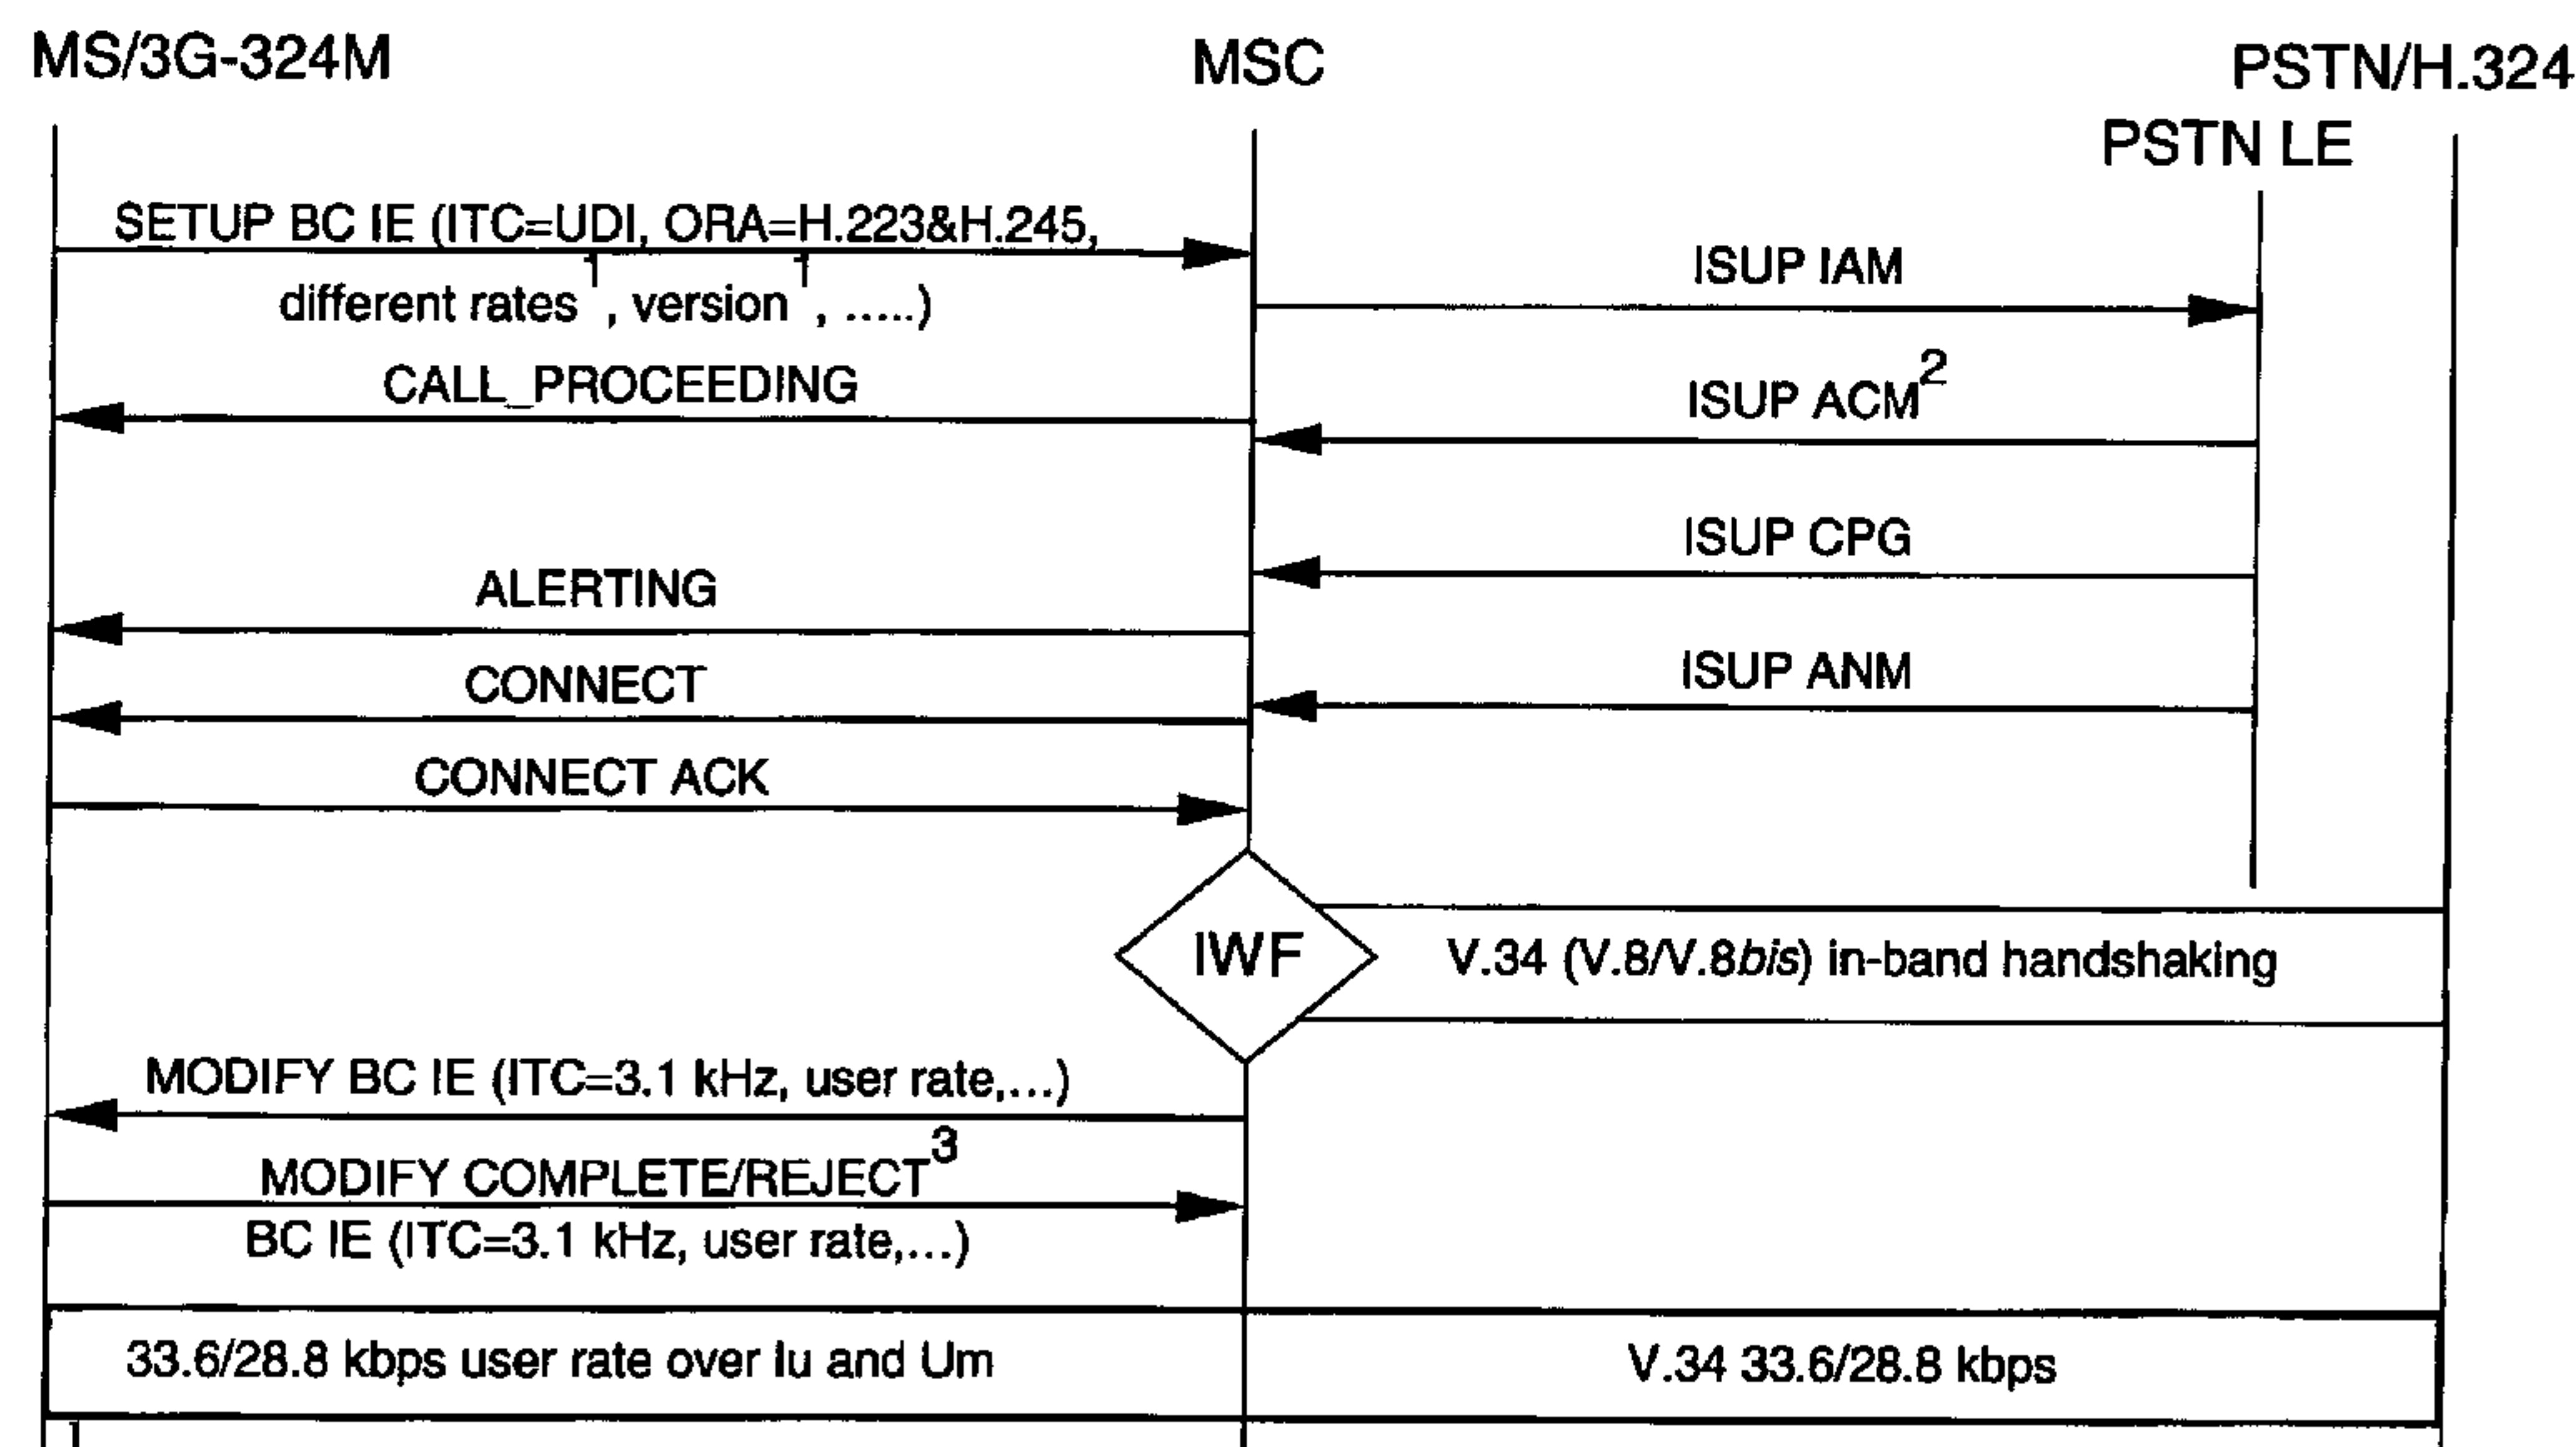 MS/3G-324M
MSC
PSTN/H.324
PSTN LE
SETUP BC IE (ITC=UDI, ORA=H.223&H.245,
different rates1, version1, .....)
ISUP IAM
CALL_PROCEEDING
ISUP ACM2
ISUP CPG
ALERTING
ISUP ANM
CONNECT
CONNECT ACK
IWF
V.34 (V.8/V.8bis) in-band handshaking
MODIFY BC IE (ITC=3.1 kHz, user rate,...)
MODIFY COMPLETE/REJECT3
BC IE (ITC=3.1 kHz, user rate,...)
33.6/28.8 kbps user rate over Iu and Um
V.34 33.6/28.8 kbps